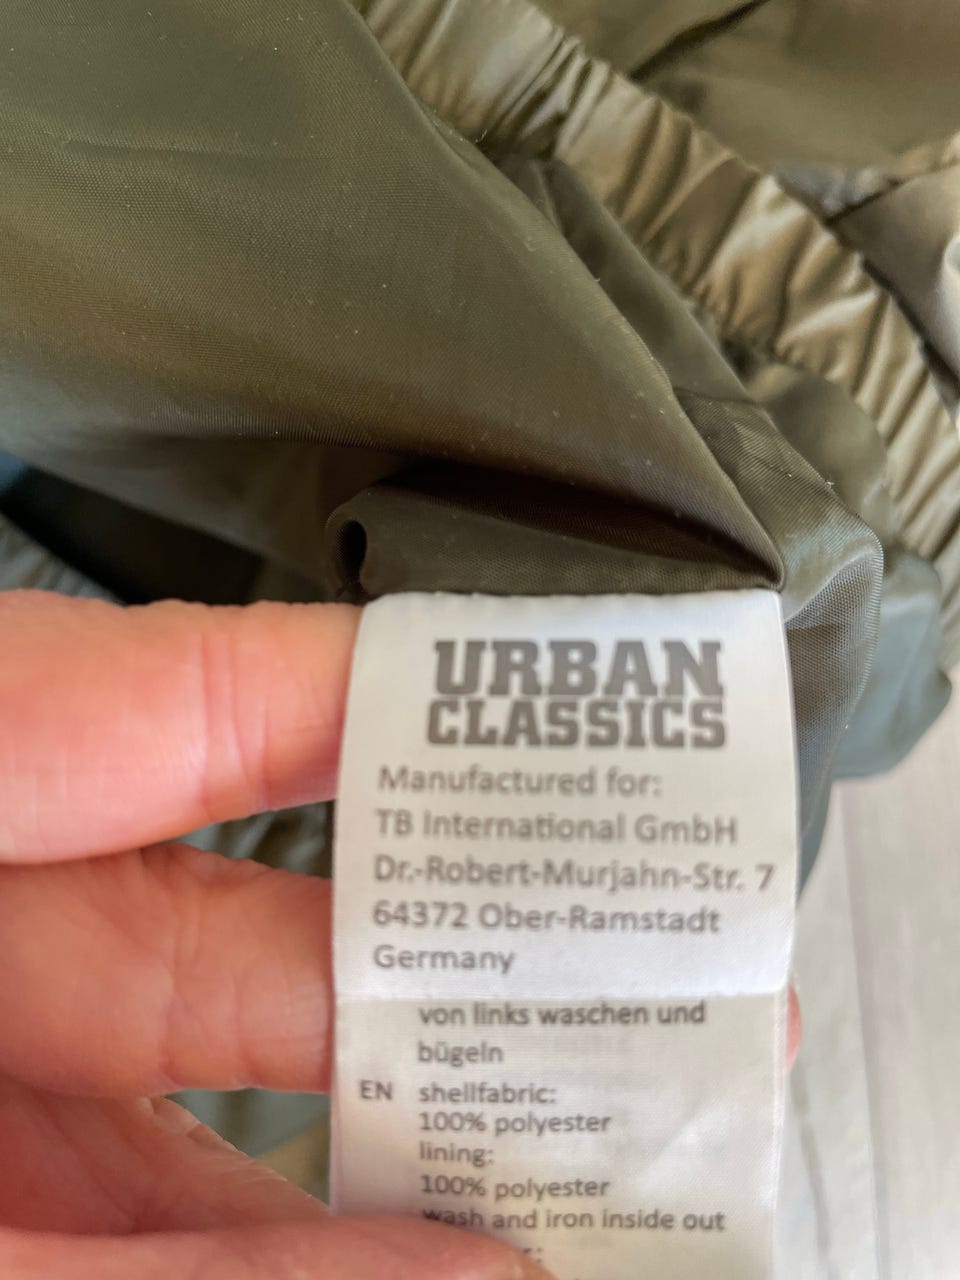 URBAN
CLASSICS
Manufactured for:
TB International GmbH
Dr.-Robert-Murjahn-Str. 7
64372 Ober-Ramstadt
Germany
von links waschen und
bügeln
EN shellfabric:
100% polyester
lining:
100% polyester
wash and iron inside out